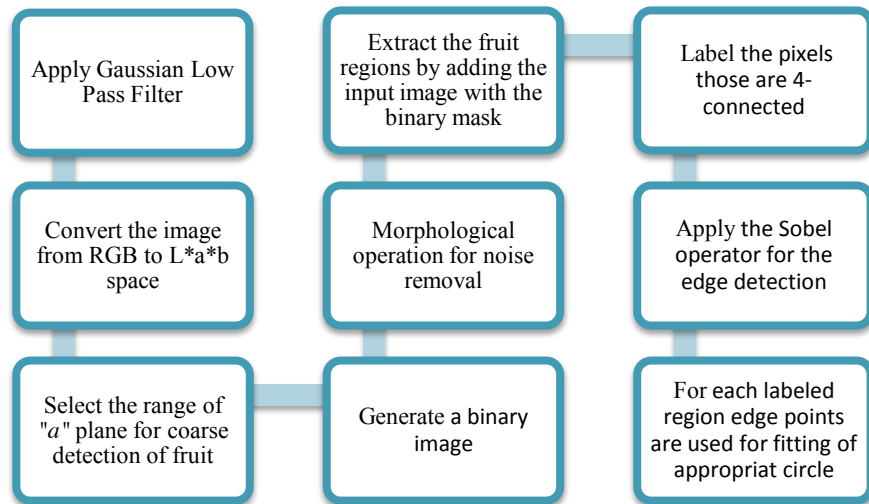 Apply Gaussian Low
Pass Filter
Convert the image
from RGB to L*a*b
space
Select the range of
"a" plane for coarse
detection of fruit
Generate a binary
image
Morphological
operation for noise
removal
Extract the fruit
regions by adding the
input image with the
binary mask
Label the pixels
those are 4-
connected
Apply the Sobel
operator for the
edge detection
For each labeled
region edge points
are used for fitting of
appropriat circle